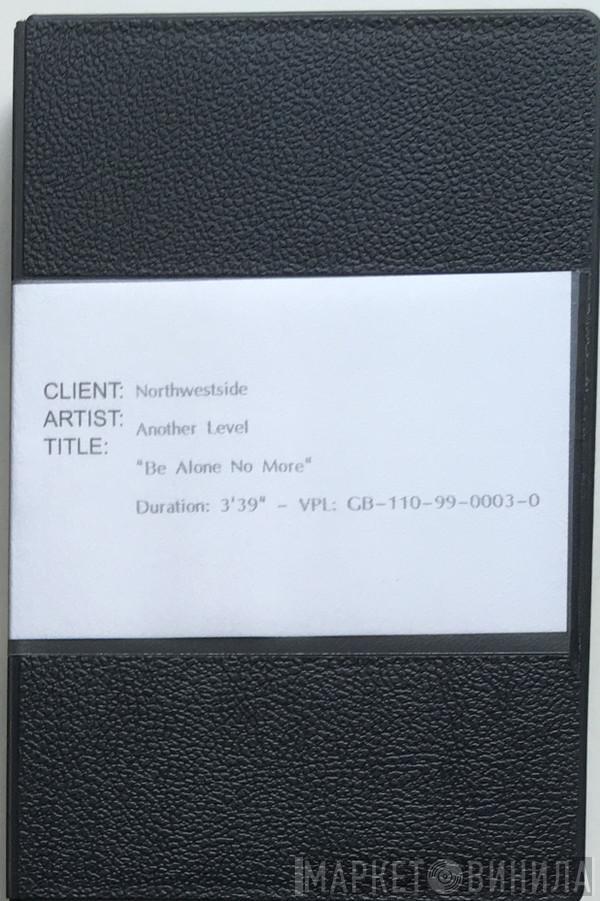 CLIENT: Northwestside
ARTIST: Another Level
TITLE: "Be Alone No More"
Duration: 3'39" - VPL: GB-110-99-0003-0
МАРКЕТ ВИНИЛА